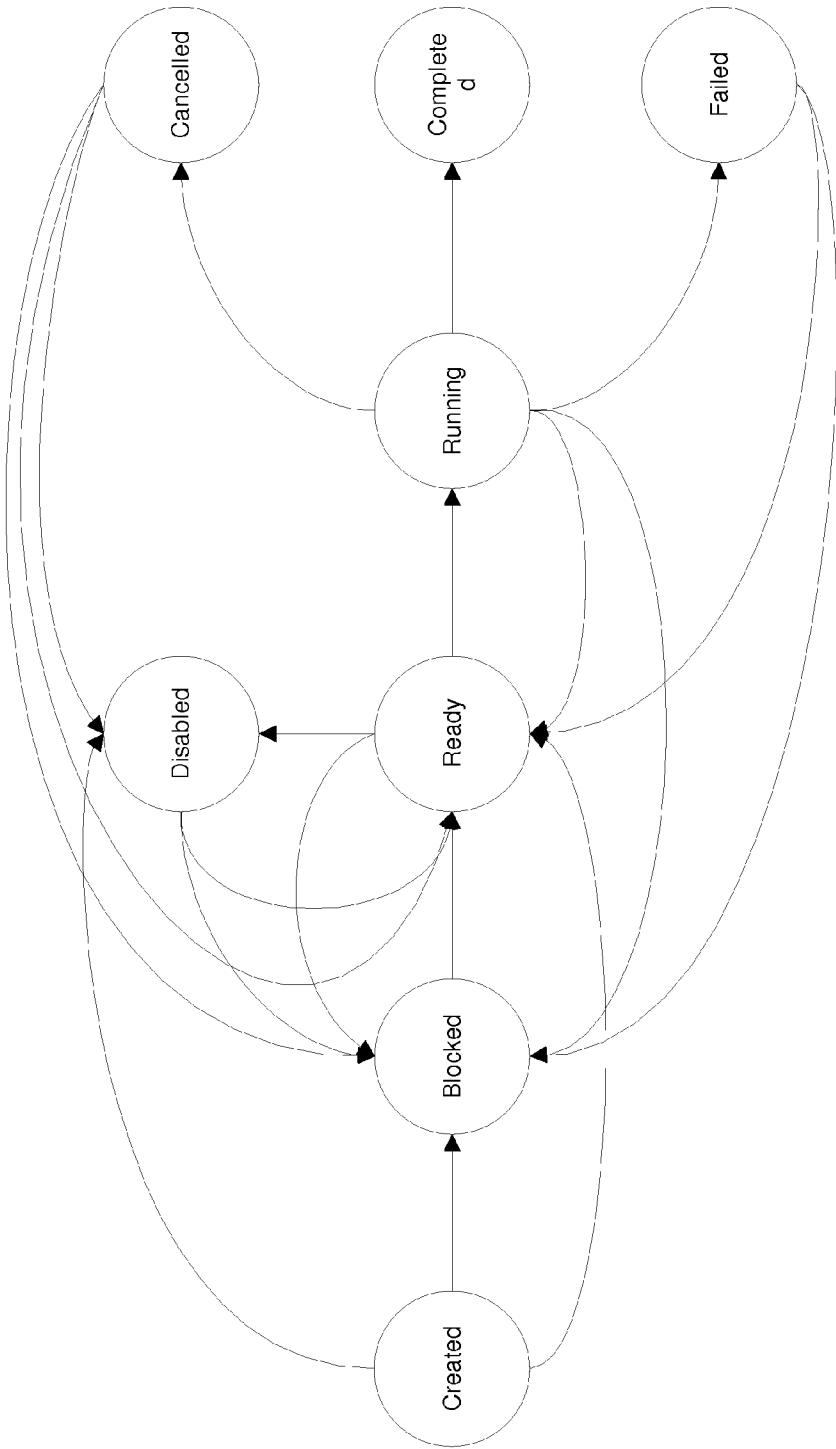 Cancelled
Complete
d
Failed
Running
Disabled
Ready
Blocked
Created